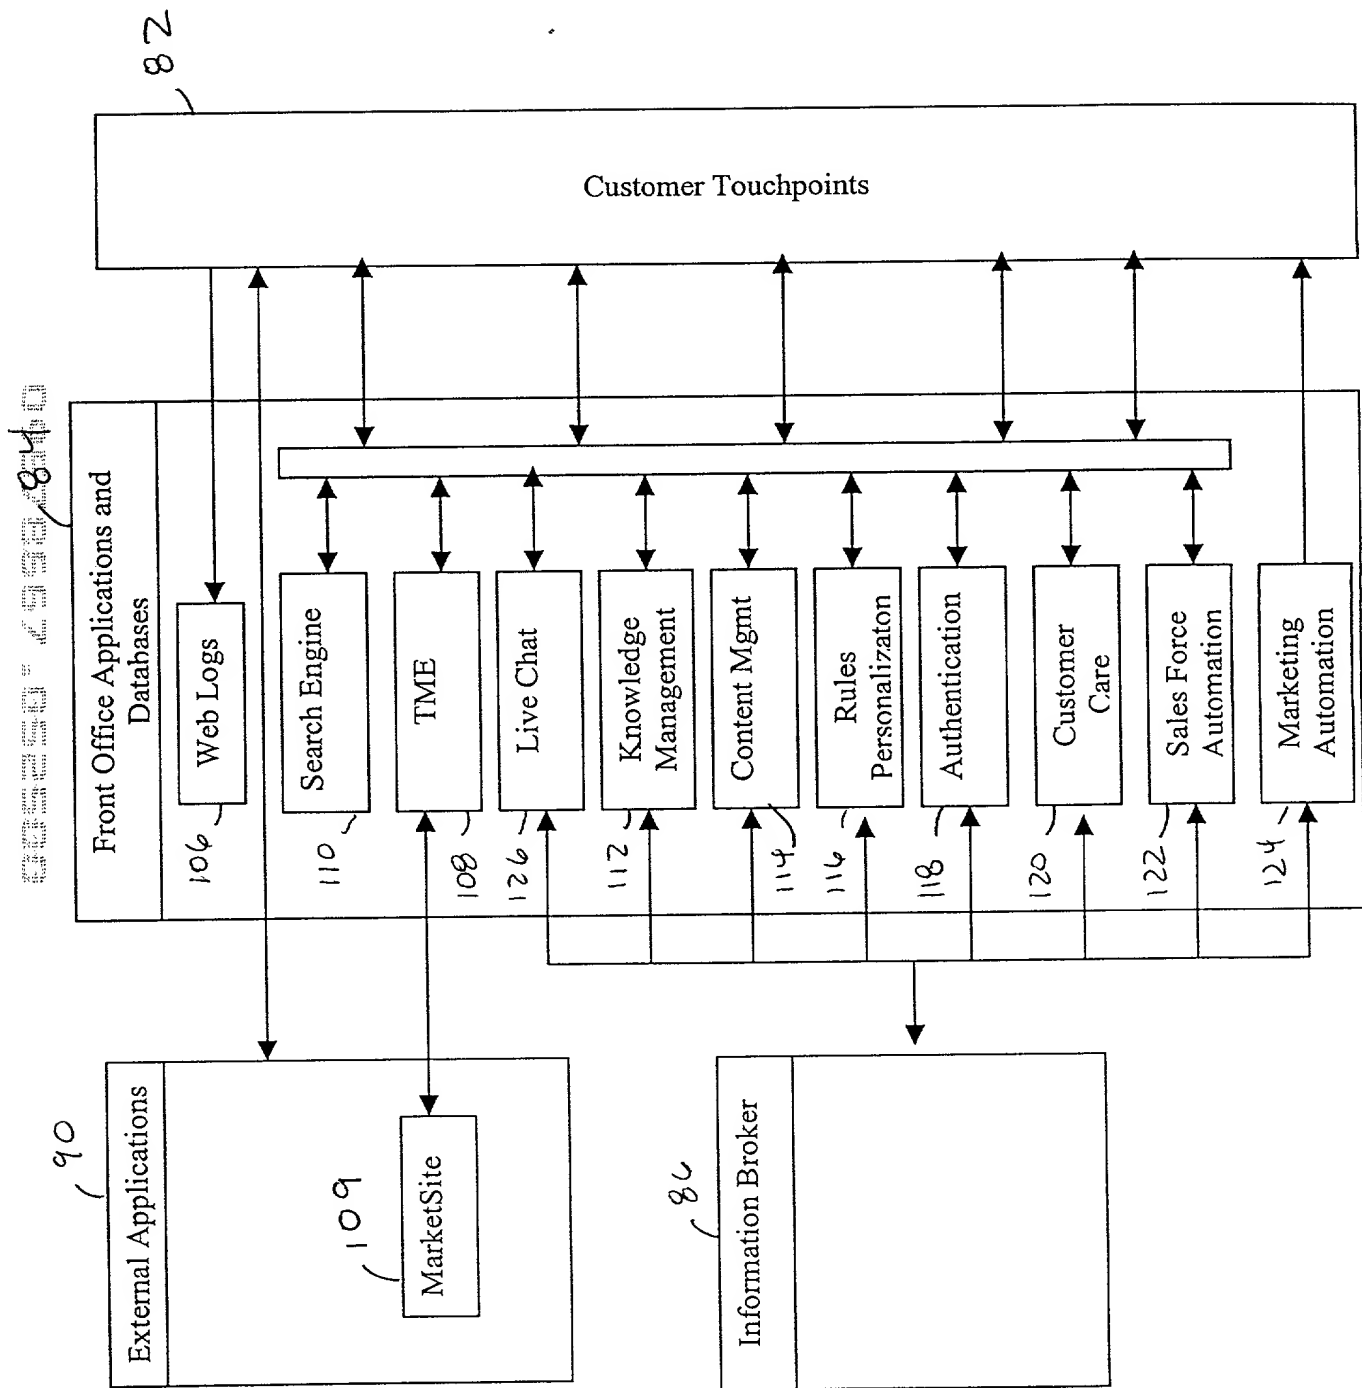 82
Customer Touchpoints
84
Front Office Applications and
Databases
Web Logs
106
Search Engine
110
TME
108
Live Chat
126
Knowledge
Management
112
Content Mgmt
114
Rules
Personalizaton
116
Authentication
118
Customer
Care
120
Sales Force
Automation
122
Marketing
Automation
124
90
External Applications
109
MarketSite
86
Information Broker